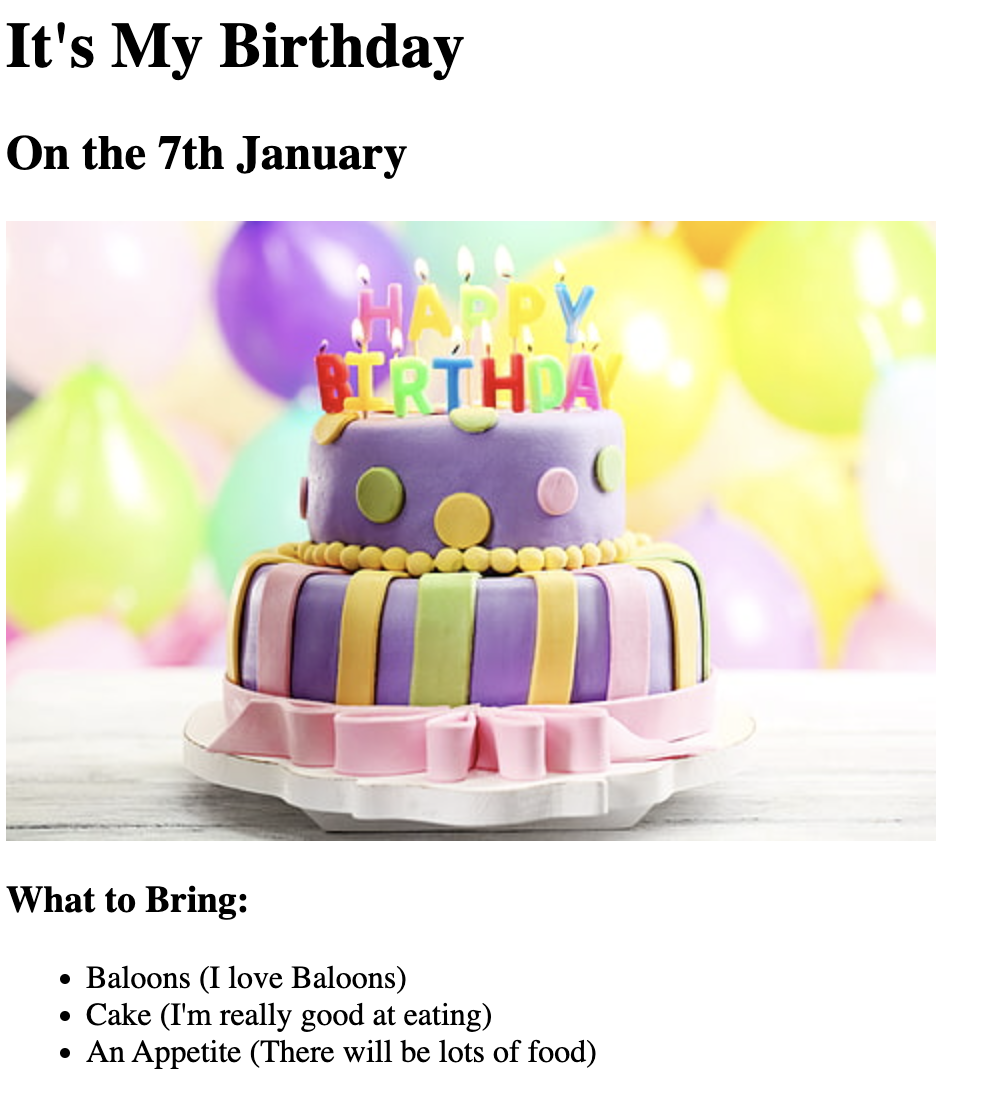 It's My Birthday
On the 7th January
HAPPY
BIRTHDAY
What to Bring:
Baloons (I love Baloons)
Cake (I'm really good at eating)
An Appetite (There will be lots of food)